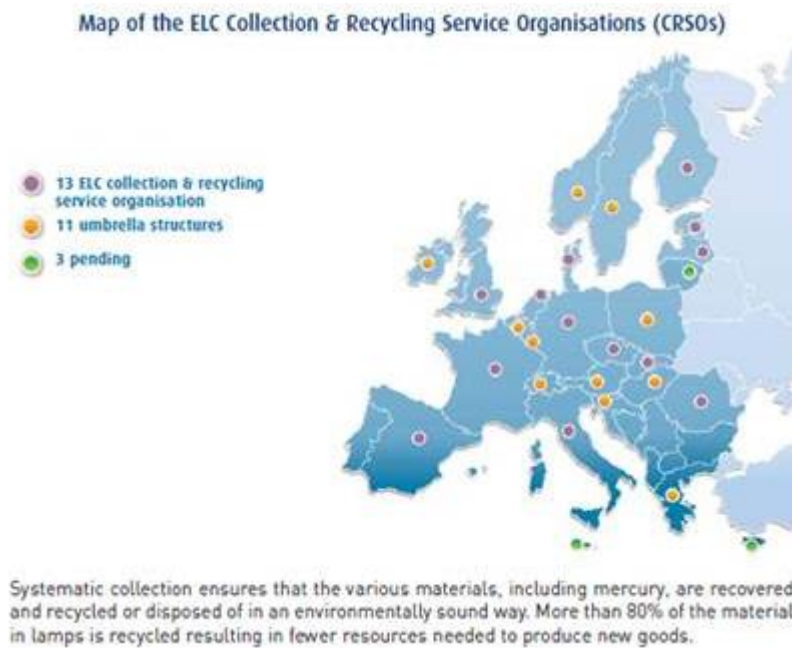 Map of the ELC Collection & Recycling Service Organisations (CRSOs)
13 ELC collection & recycling
service organisation
11 umbrella structures
3 pending
Systematic collection ensures that the various materials, including mercury, are recovered
and recycled or disposed of in an environmentally sound way. More than 80% of the material
in lamps is recycled resulting in fewer resources needed to produce new goods.